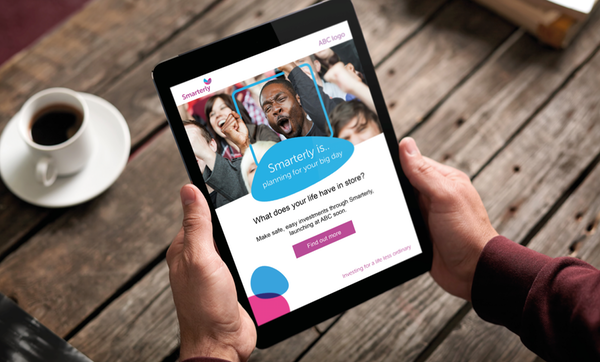 Smarterly
ABC logo
Smarterly is..
planning for your big day
What does your life have in store?
Make safe, easy investments through Smarterly,
launching at ABC soon.
Find out more
investing for a life less ordinary